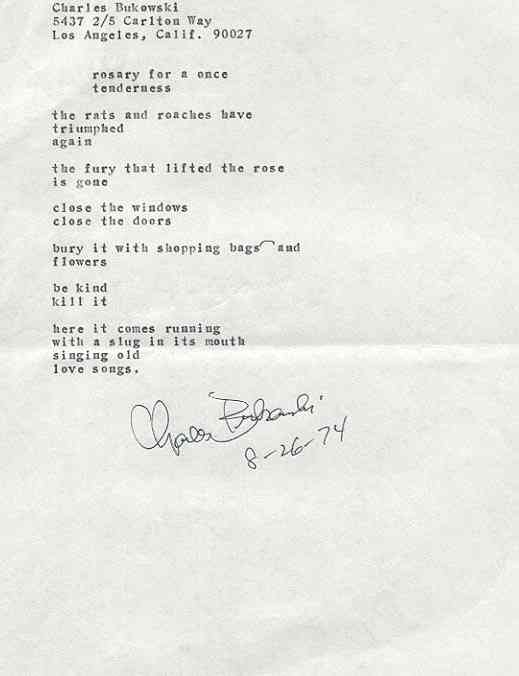 Charles Bukowski
5437 2/5 Carlton Way
Los Angeles, Calif. 90027
rosary for a once
tenderness
the rats and roaches have
triumphed
again
the fury that lifted the rose
is gone
close the windows
close the doors
bury it with shopping bags and
flowers
be kind
kill it
here it comes running
with a slug in its mouth
singing old
love songs.
Charles Bukowski
8-26-74